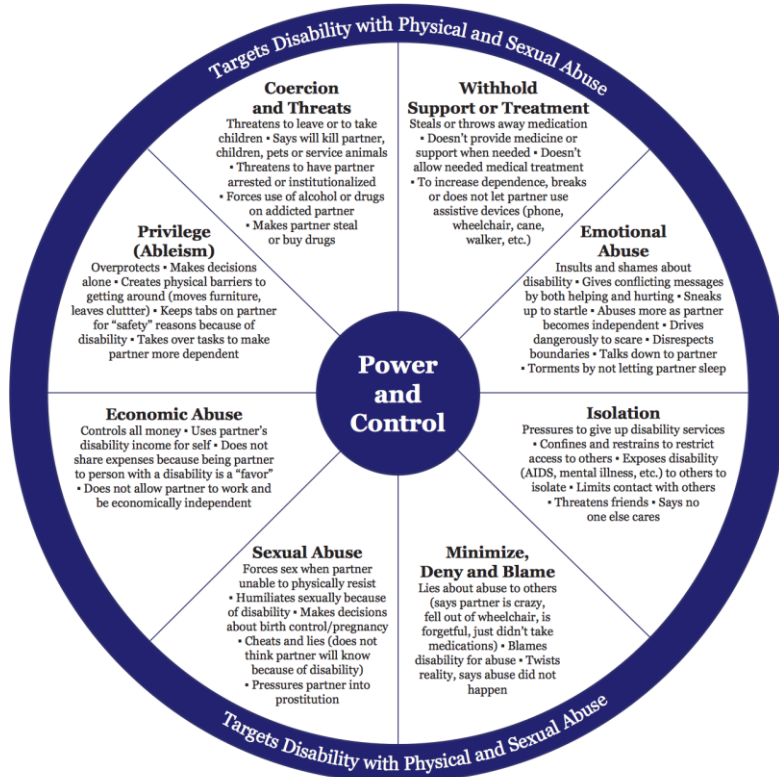 Targets Disability with Physical and Sexual Abuse
Coercion
and Threats
Threatens to leave or to take
children ▪ Says will kill partner,
children, pets or service animals
▪ Threatens to have partner
arrested or institutionalized
▪ Forces use of alcohol or drugs
on addicted partner
▪ Makes partner steal
or buy drugs
Withhold
Support or Treatment
Steals or throws away medication
▪ Doesn't provide medicine or
support when needed ▪ Doesn't
allow needed medical treatment
▪ To increase dependence, breaks
or does not let partner use
assistive devices (phone,
wheelchair, cane,
walker, etc.)
Emotional
Abuse
Insults and shames about
disability ▪ Gives conflicting messages
by both helping and hurting ▪ Sneaks
up to startle ▪ Abuses more as partner
becomes independent ▪ Drives
dangerously to scare ▪ Disrespects
boundaries ▪ Talks down to partner
▪ Torments by not letting partner sleep
Isolation
Pressures to give up disability services
▪ Confines and restrains to restrict
access to others ▪ Exposes disability
(AIDS, mental illness, etc.) to others to
isolate ▪ Limits contact with others
▪ Threatens friends ▪ Says no
one else cares
Minimize,
Deny and Blame
Lies about abuse to others
(says partner is crazy,
fell out of wheelchair, is
forgetful, just didn't take
medications) ▪ Blames
disability for abuse ▪ Twists
reality, says abuse did not
happen
Sexual Abuse
Forces sex when partner
unable to physically resist
▪ Humiliates sexually because
of disability ▪ Makes decisions
about birth control/pregnancy
▪ Cheats and lies (does not
think partner will know
because of disability)
▪ Pressures partner into
prostitution
Economic Abuse
Controls all money ▪ Uses partner's
disability income for self ▪ Does not
share expenses because being partner
to person with a disability is a “favor”
▪ Does not allow partner to work and
be economically independent
Privilege
(Ableism)
Overprotects ▪ Makes decisions
alone ▪ Creates physical barriers to
getting around (moves furniture,
leaves cluttter) ▪ Keeps tabs on partner
for “safety” reasons because of
disability ▪ Takes over tasks to make
partner more dependent
Power
and
Control
Targets Disability with Physical and Sexual Abuse